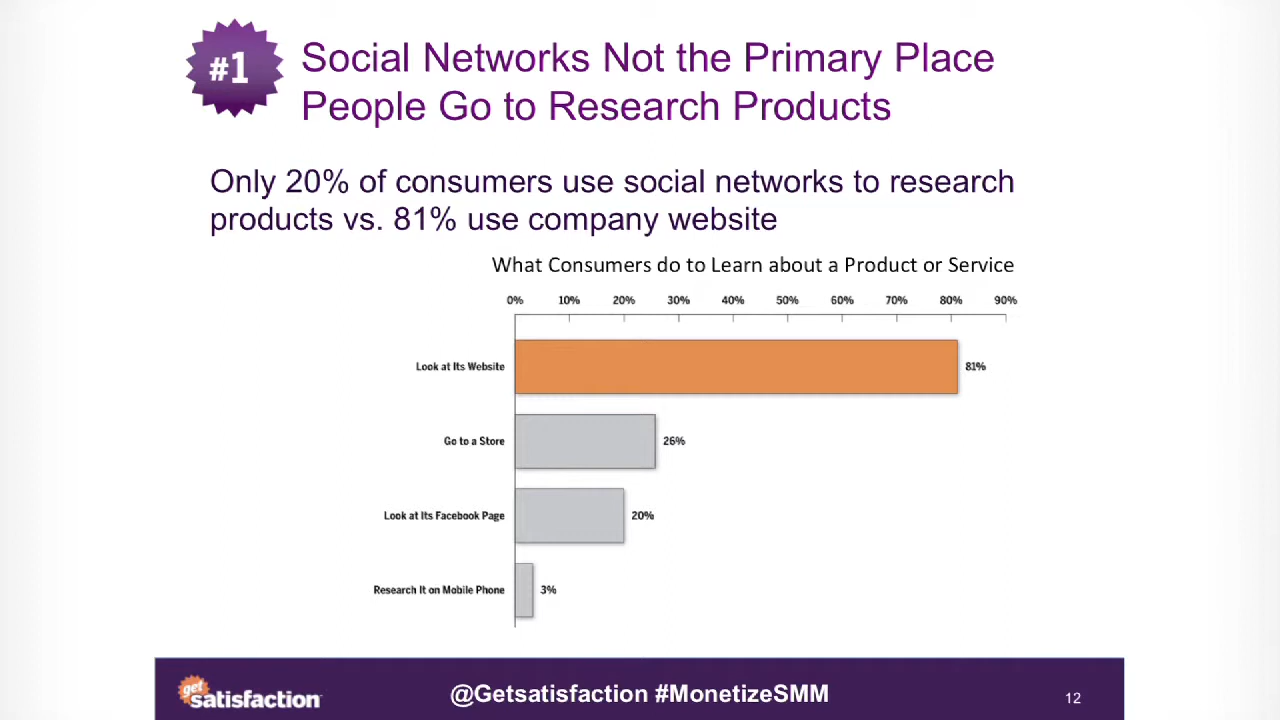 #1
Social Networks Not the Primary Place
People Go to Research Products
Only 20% of consumers use social networks to research
products vs. 81% use company website
What Consumers do to Learn about a Product or Service
0% 10% 20% 30% 40% 50% 60% 70% 80% 90%
Look at Its Website 81%
Go to a Store 26%
Look at Its Facebook Page 20%
Research It on Mobile Phone 3%
get
satisfaction
@Getsatisfaction #MonetizeSMM
12